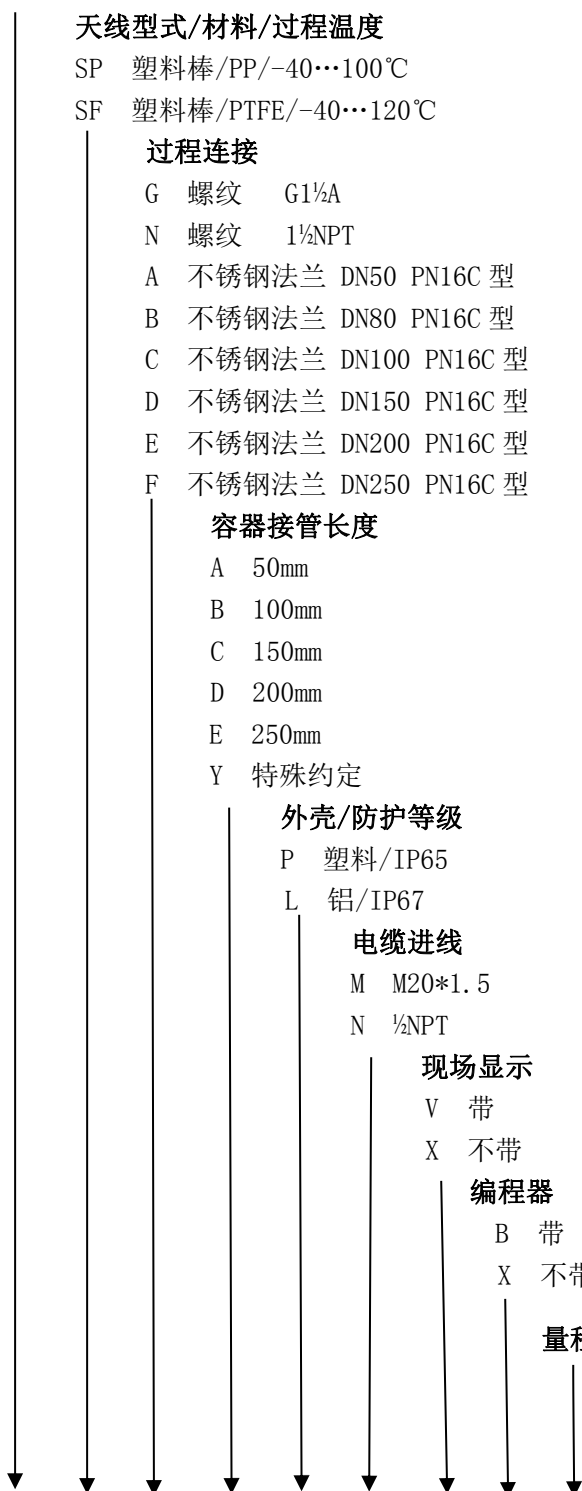 天线型式/材料/过程温度
SP 塑料棒/PP/-40…100℃
SF 塑料棒/PTFE/-40…120℃
过程连接
G 螺纹 G1½A
N 螺纹 1½NPT
A 不锈钢法兰 DN50 PN16C 型
B 不锈钢法兰 DN80 PN16C 型
C 不锈钢法兰 DN100 PN16C 型
D 不锈钢法兰 DN150 PN16C 型
E 不锈钢法兰 DN200 PN16C 型
F 不锈钢法兰 DN250 PN16C 型
容器接管长度
A 50mm
B 100mm
C 150mm
D 200mm
E 250mm
Y 特殊约定
外壳/防护等级
P 塑料/IP65
L 铝/IP67
电缆进线
M M20*1.5
N ½NPT
现场显示
V 带
X 不带
编程器
B 带
X 不带
量程